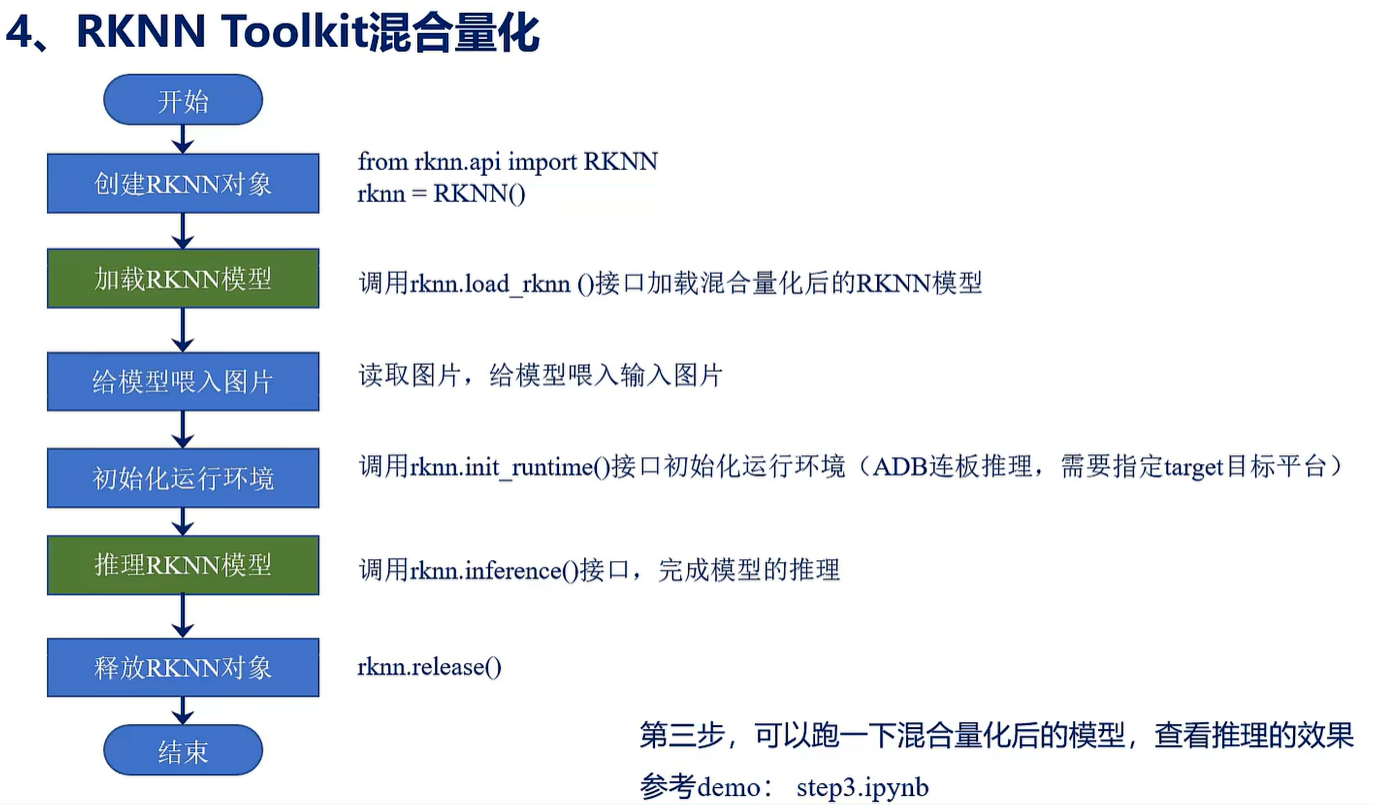 4、RKNN Toolkit混合量化
开始
创建RKNN对象
from rknn.api import RKNN
rknn = RKNN()
加载RKNN模型
调用rknn.load_rknn ()接口加载混合量化后的RKNN模型
给模型喂入图片
读取图片，给模型喂入输入图片
初始化运行环境
调用rknn.init_runtime()接口初始化运行环境（ADB连板推理，需要指定target目标平台）
推理RKNN模型
调用rknn.inference()接口，完成模型的推理
释放RKNN对象
rknn.release()
结束
第三步，可以跑一下混合量化后的模型，查看推理的效果
参考demo： step3.ipynb